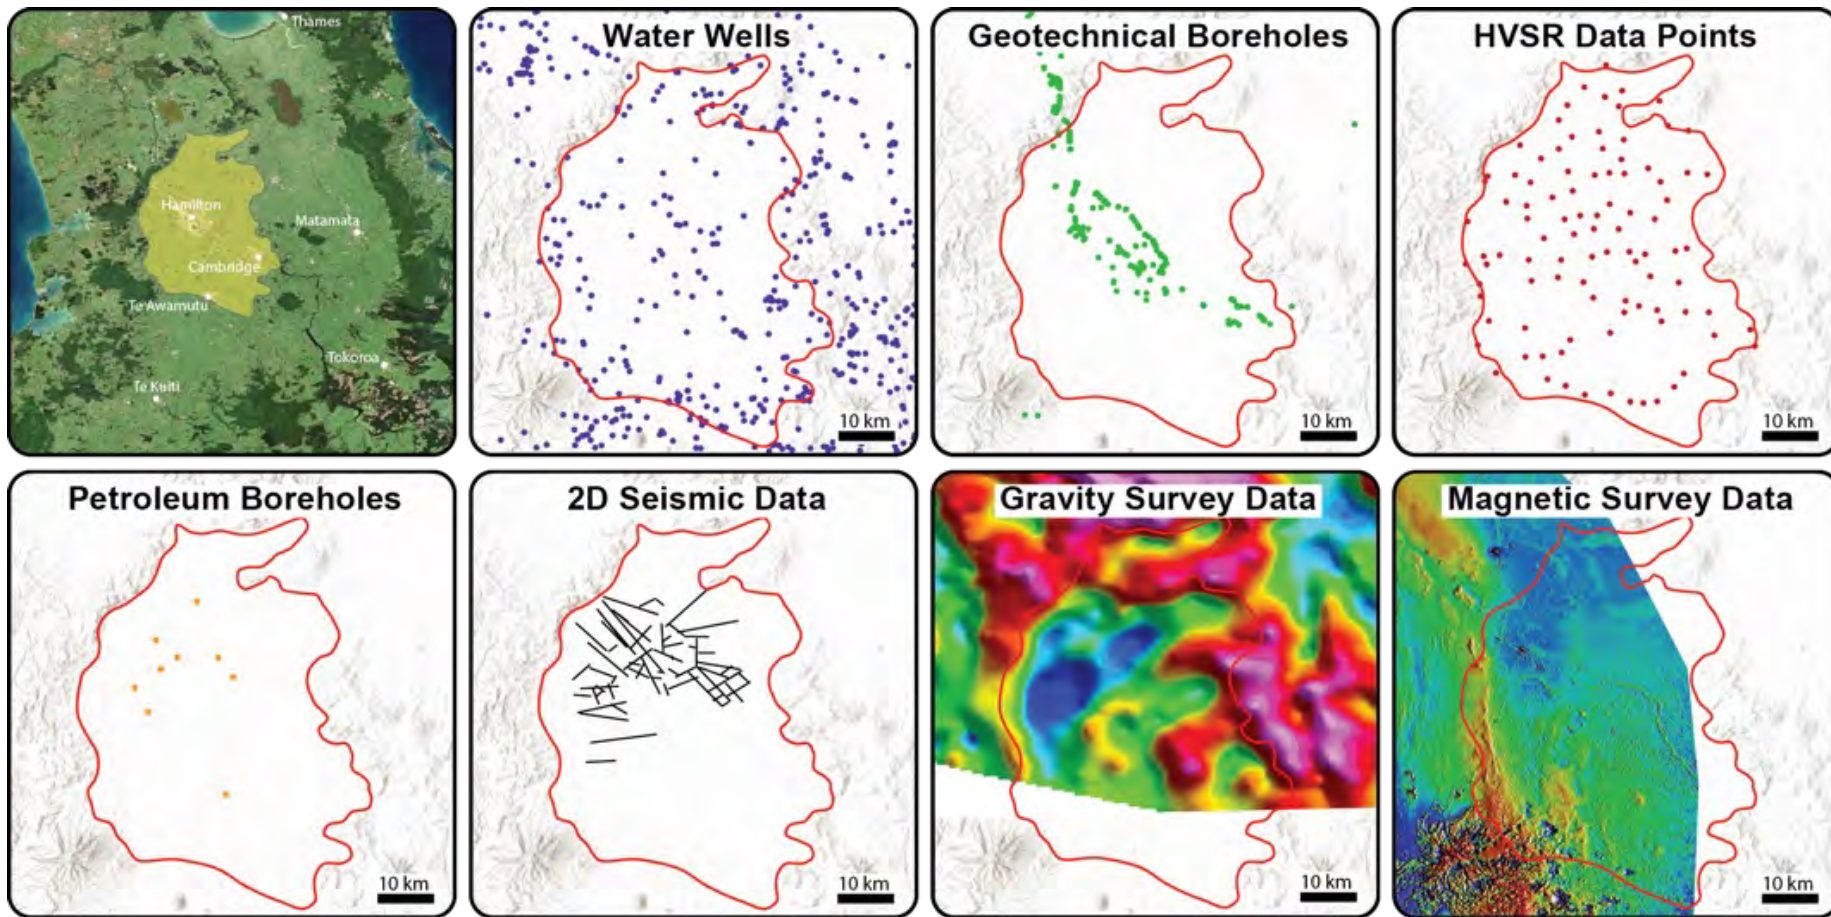 Thames
Hamilton
Matamata
Cambridge
Te Awamutu
Tokoroa
Te Kuiti
Water Wells
10 km
Geotechnical Boreholes
10 km
HVSR Data Points
10 km
Petroleum Boreholes
10 km
2D Seismic Data
10 km
Gravity Survey Data
10 km
Magnetic Survey Data
10 km